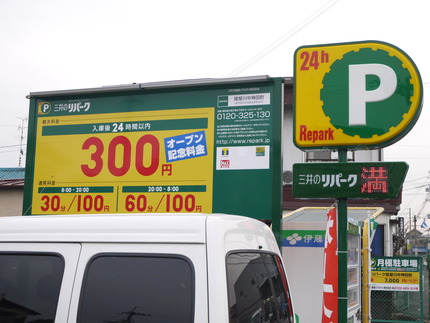 P 三井のリパーク
最大料金
入庫後24時間以内
300円
オープン
記念料金
通常料金
8:00-20:00
30分/100円
20:00-8:00
60分/100円
0120-325-130
http://www.repark.jp
24h
P
Repark
三井のリパーク
満
伊藤
月極駐車場
7,000